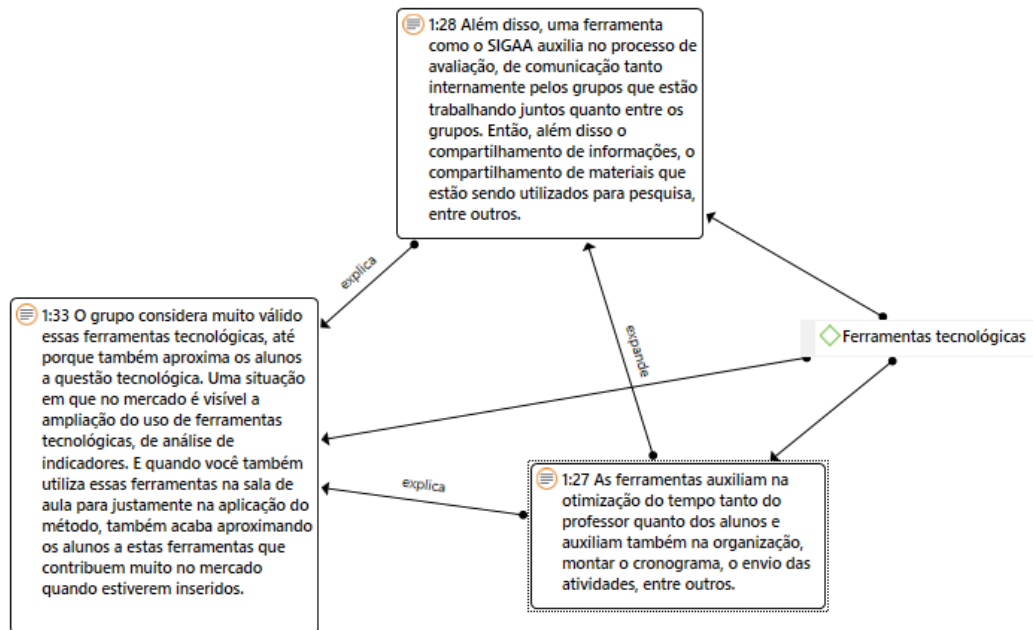 1:28 Além disso, uma ferramenta
como o SIGAA auxilia no processo de
avaliação, de comunicação tanto
internamente pelos grupos que estão
trabalhando juntos quanto entre os
grupos. Então, além disso o
compartilhamento de informações, o
compartilhamento de materiais que
estão sendo utilizados para pesquisa,
entre outros.
explica
1:33 O grupo considera muito válido
essas ferramentas tecnológicas, até
porque também aproxima os alunos
a questão tecnológica. Uma situação
em que no mercado é visível a
ampliação do uso de ferramentas
tecnológicas, de análise de
indicadores. E quando você também
utiliza essas ferramentas na sala de
aula para justamente na aplicação do
método, também acaba aproximando
os alunos a estas ferramentas que
contribuem muito no mercado
quando estiverem inseridos.
expande
Ferramentas tecnológicas
explica
1:27 As ferramentas auxiliam na
otimização do tempo tanto do
professor quanto dos alunos e
auxiliam também na organização,
montar o cronograma, o envio das
atividades, entre outros.